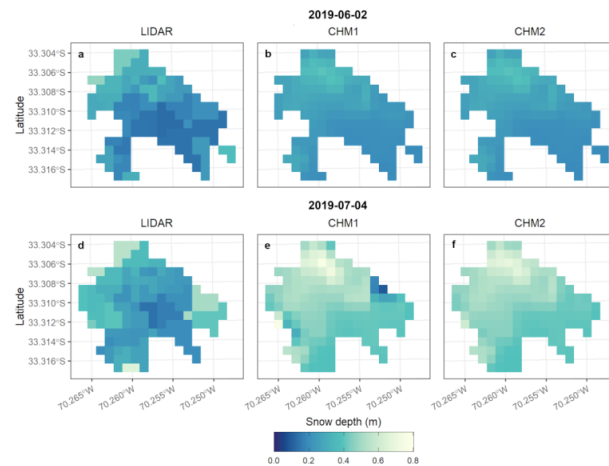 2019-06-02
LIDAR CHM1 CHM2
a b c
33.304°S
33.306°S
33.308°S
33.310°S
33.312°S
33.314°S
33.316°S
Latitude
2019-07-04
LIDAR CHM1 CHM2
d e f
33.304°S
33.306°S
33.308°S
33.310°S
33.312°S
33.314°S
33.316°S
Latitude
70.265°W 70.260°W 70.255°W 70.250°W 70.265°W 70.260°W 70.255°W 70.250°W 70.265°W 70.260°W 70.255°W 70.250°W
Snow depth (m)
0.0 0.2 0.4 0.6 0.8